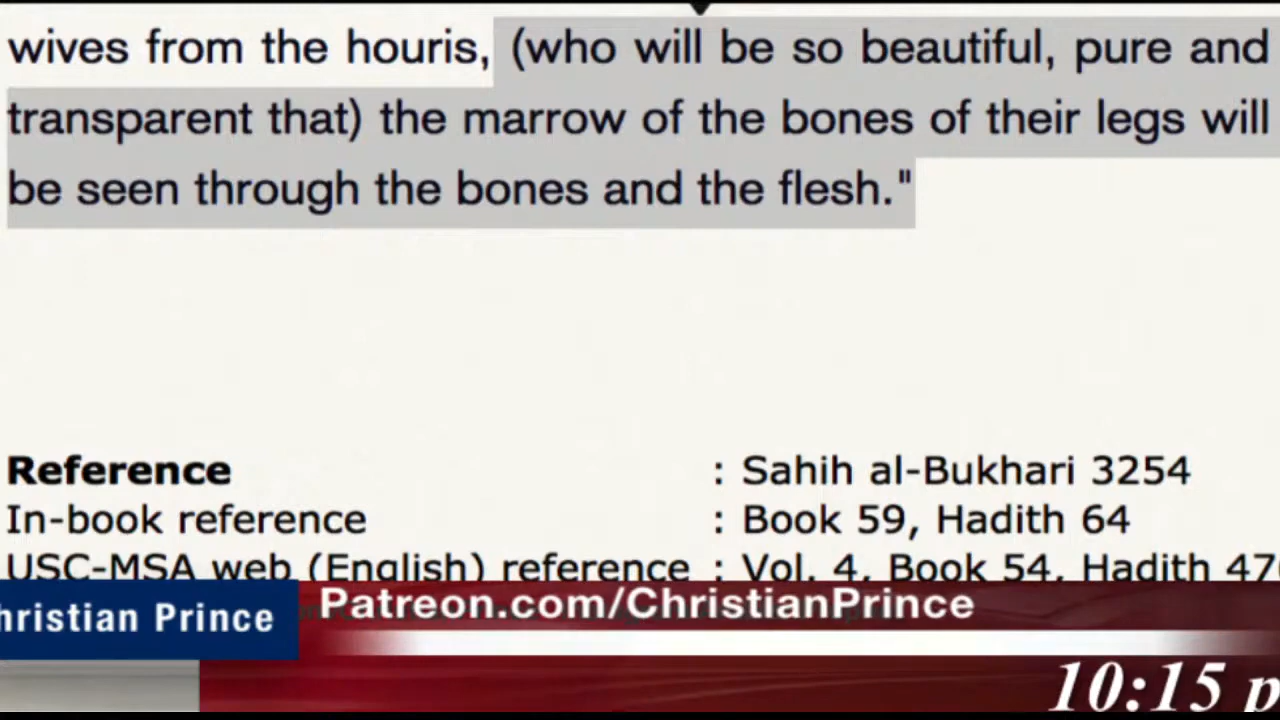 wives from the houris, (who will be so beautiful, pure and
transparent that) the marrow of the bones of their legs will
be seen through the bones and the flesh."
Reference : Sahih al-Bukhari 3254
In-book reference : Book 59, Hadith 64
USC-MSA web (English) reference : Vol. 4, Book 54, Hadith 47
hristian Prince
Patreon.com/ChristianPrince
10:15 p